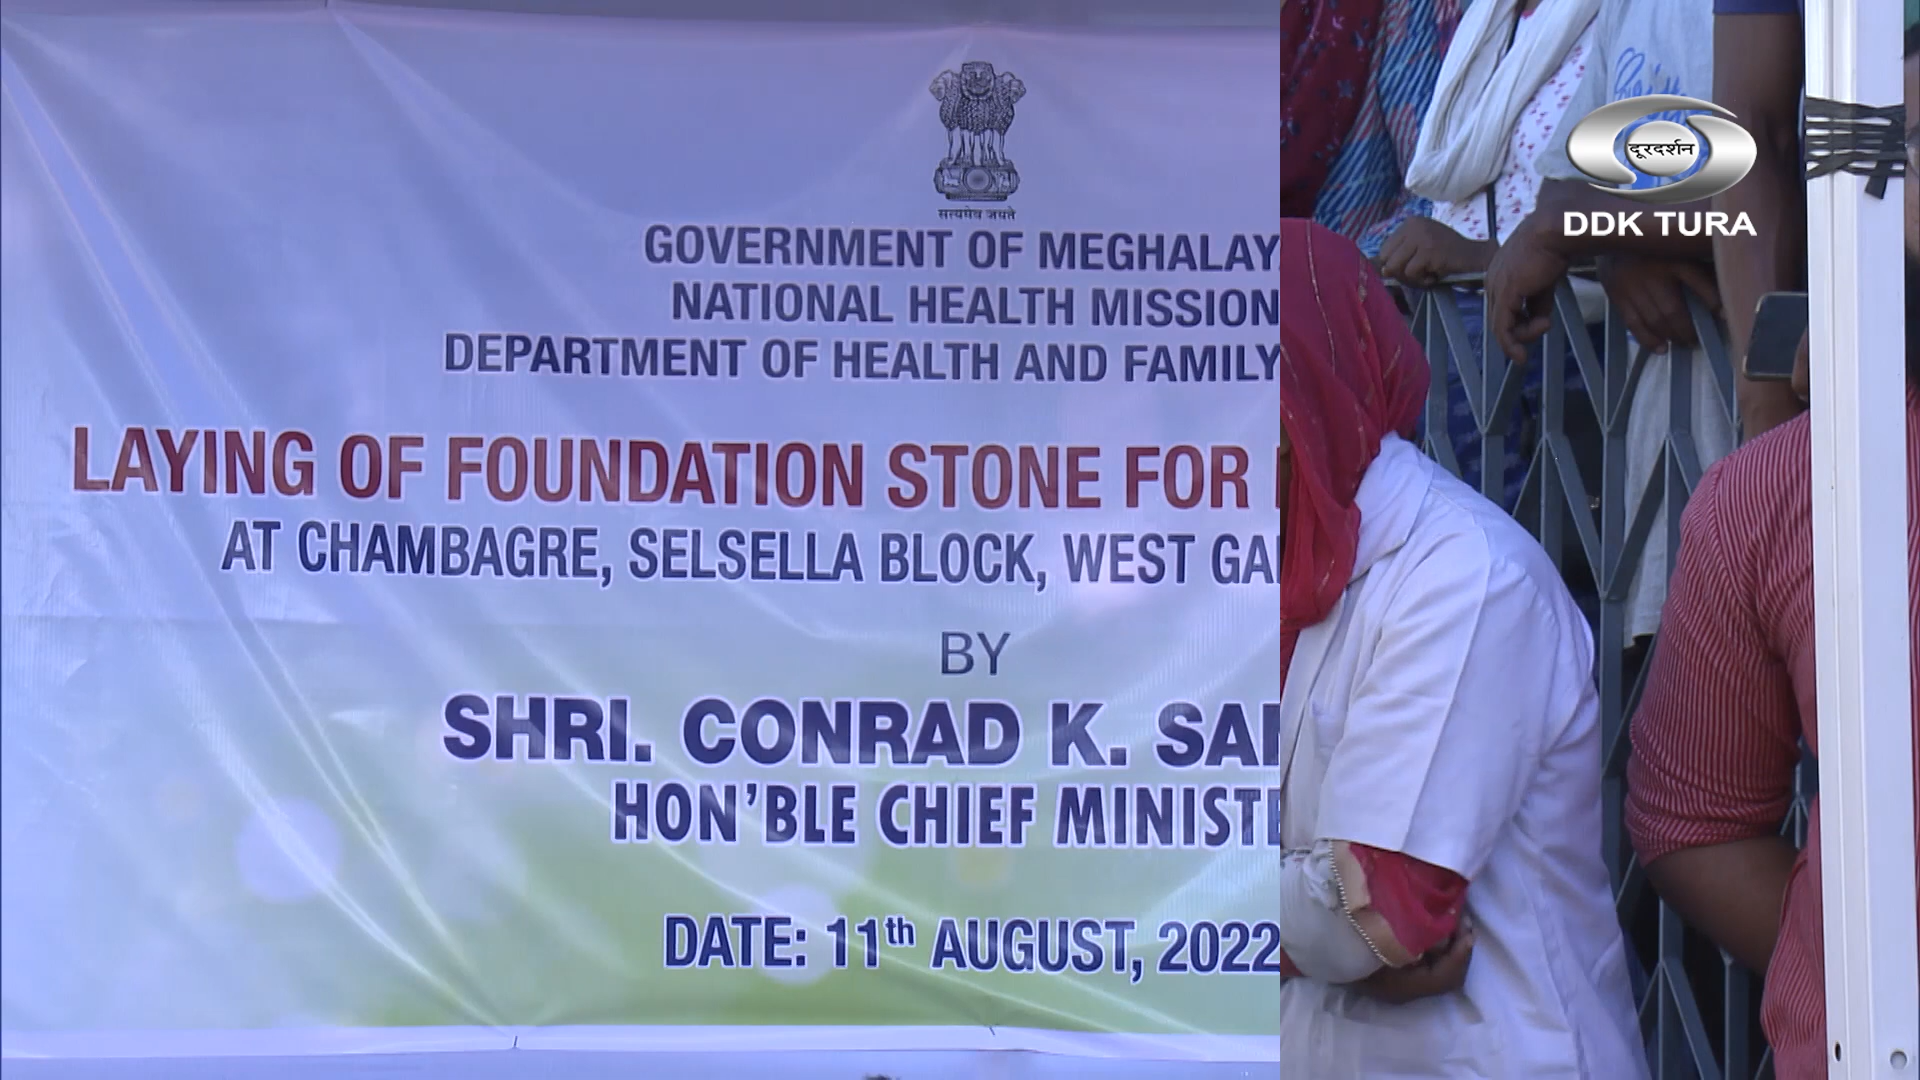 सत्यमेव जयते
GOVERNMENT OF MEGHALAY
NATIONAL HEALTH MISSION
DEPARTMENT OF HEALTH AND FAMILY
LAYING OF FOUNDATION STONE FOR
AT CHAMBAGRE, SELSELLA BLOCK, WEST GA
BY
SHRI. CONRAD K. SA
HON'BLE CHIEF MINISTE
DATE: 11th AUGUST, 2022
दूरदर्शन
DDK TURA